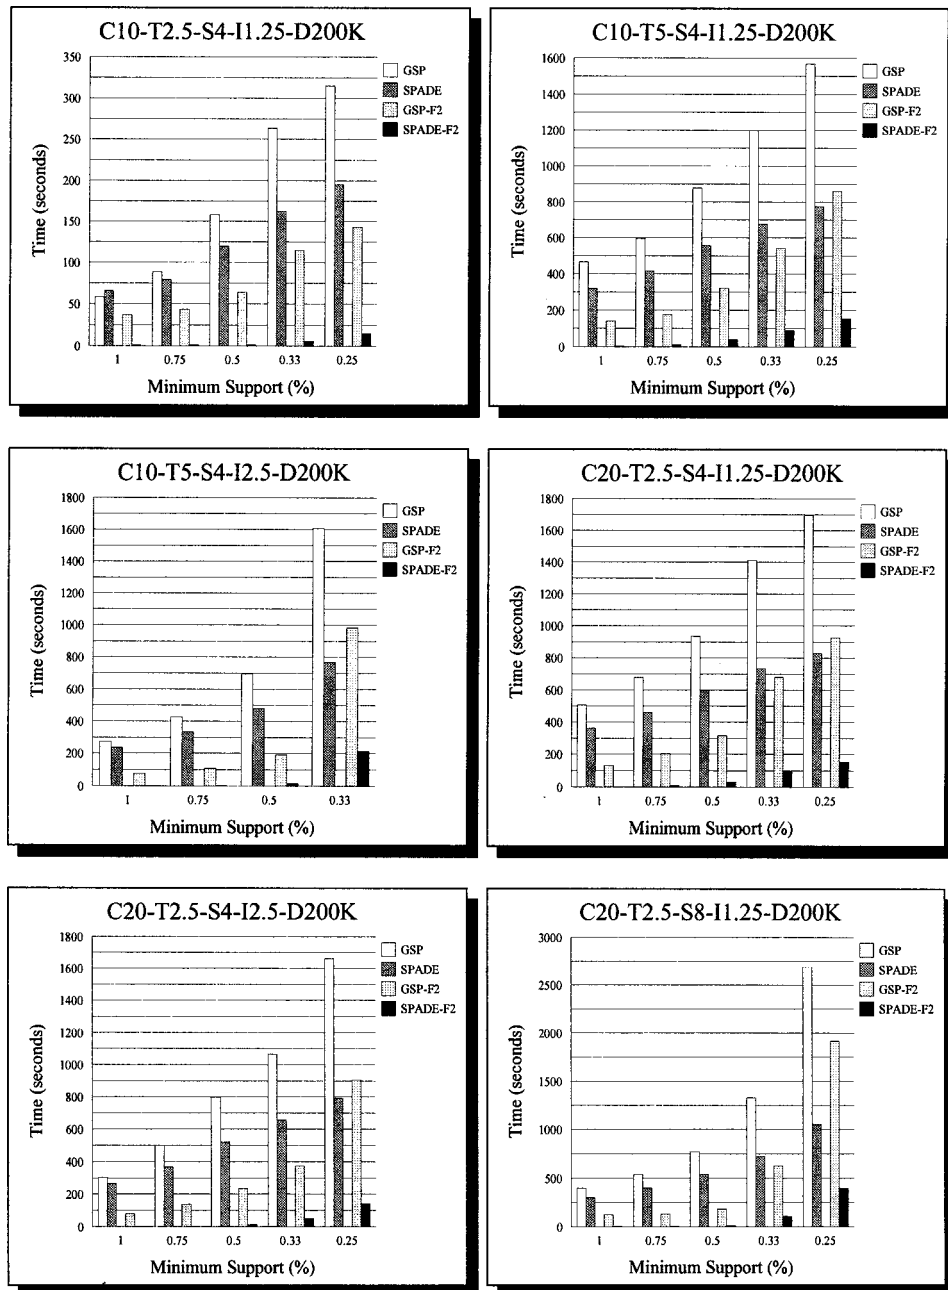 C10-T2.5-S4-I1.25-D200K
350
300
250
200
150
100
50
0
Time (seconds)
GSP
SPADE
GSP-F2
SPADE-F2
1 0.75 0.5 0.33 0.25
Minimum Support (%)
C10-T5-S4-I1.25-D200K
1600
1400
1200
1000
800
600
400
200
0
Time (seconds)
GSP
SPADE
GSP-F2
SPADE-F2
1 0.75 0.5 0.33 0.25
Minimum Support (%)
C10-T5-S4-I2.5-D200K
1800
1600
1400
1200
1000
800
600
400
200
0
Time (seconds)
GSP
SPADE
GSP-F2
SPADE-F2
1 0.75 0.5 0.33
Minimum Support (%)
C20-T2.5-S4-I1.25-D200K
1800
1600
1400
1200
1000
800
600
400
200
0
Time (seconds)
GSP
SPADE
GSP-F2
SPADE-F2
1 0.75 0.5 0.33 0.25
Minimum Support (%)
C20-T2.5-S4-I2.5-D200K
1800
1600
1400
1200
1000
800
600
400
200
0
Time (seconds)
GSP
SPADE
GSP-F2
SPADE-F2
1 0.75 0.5 0.33 0.25
Minimum Support (%)
C20-T2.5-S8-I1.25-D200K
3000
2500
2000
1500
1000
500
0
Time (seconds)
GSP
SPADE
GSP-F2
SPADE-F2
1 0.75 0.5 0.33 0.25
Minimum Support (%)